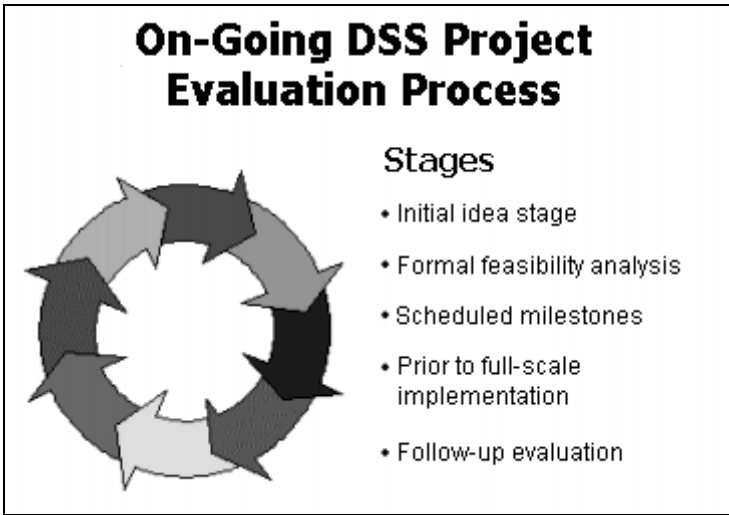 On-Going DSS Project
Evaluation Process
Stages
• Initial idea stage
• Formal feasibility analysis
• Scheduled milestones
• Prior to full-scale
implementation
• Follow-up evaluation